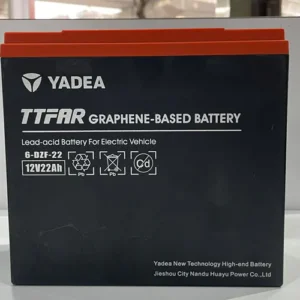 YADEA
TTFAR GRAPHENE-BASED BATTERY
Lead-acid Battery For Electric Vehicle
6-DZF-22
12V22Ah
Pb Pb Cd
Yadea New Technology High-end Battery
Jieshou City Nandu Huayu Power Co., Ltd